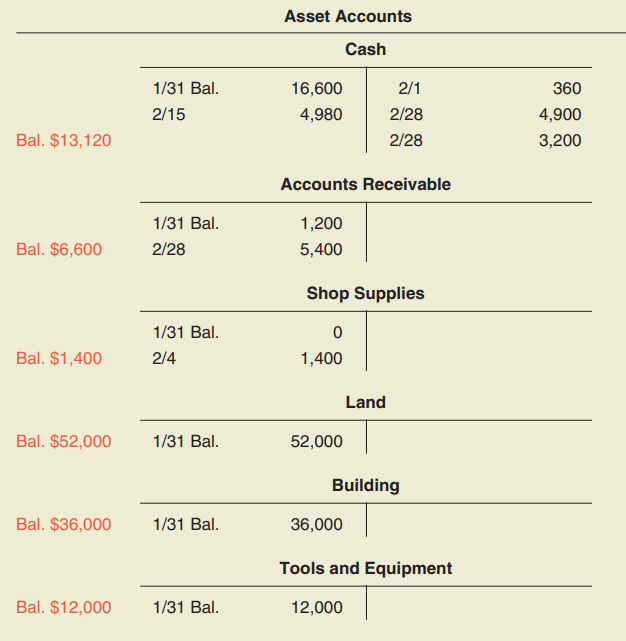 Asset Accounts
Cash
1/31 Bal. 16,600 2/1 360
2/15 4,980 2/28 4,900
Bal. $13,120 2/28 3,200
Accounts Receivable
1/31 Bal. 1,200
Bal. $6,600 2/28 5,400
Shop Supplies
1/31 Bal. 0
Bal. $1,400 2/4 1,400
Land
Bal. $52,000 1/31 Bal. 52,000
Building
Bal. $36,000 1/31 Bal. 36,000
Tools and Equipment
Bal. $12,000 1/31 Bal. 12,000